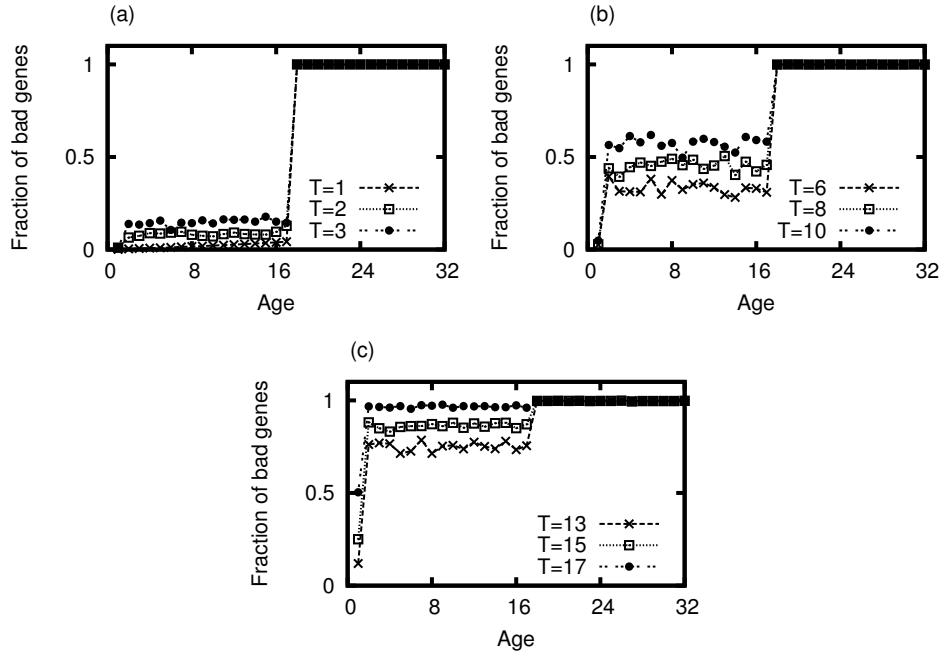 (a)
Fraction of bad genes
1
0.5
0
0 8 16 24 32
Age
T=1
T=2
T=3
(b)
Fraction of bad genes
1
0.5
0
0 8 16 24 32
Age
T=6
T=8
T=10
(c)
Fraction of bad genes
1
0.5
0
0 8 16 24 32
Age
T=13
T=15
T=17